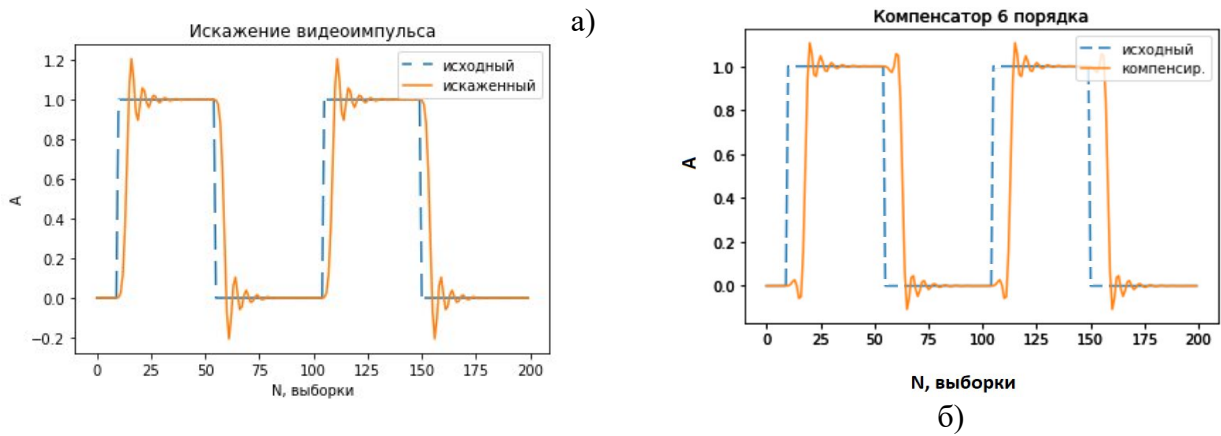 Искажение видеоимпульса
а)
1.2
1.0
0.8
0.6
0.4
0.2
0.0
−0.2
A
исходный
искаженный
0 25 50 75 100 125 150 175 200
N, выборки
Компенсатор 6 порядка
1.0
0.8
0.6
0.4
0.2
0.0
A
исходный
компенсир.
0 25 50 75 100 125 150 175 200
N, выборки
б)